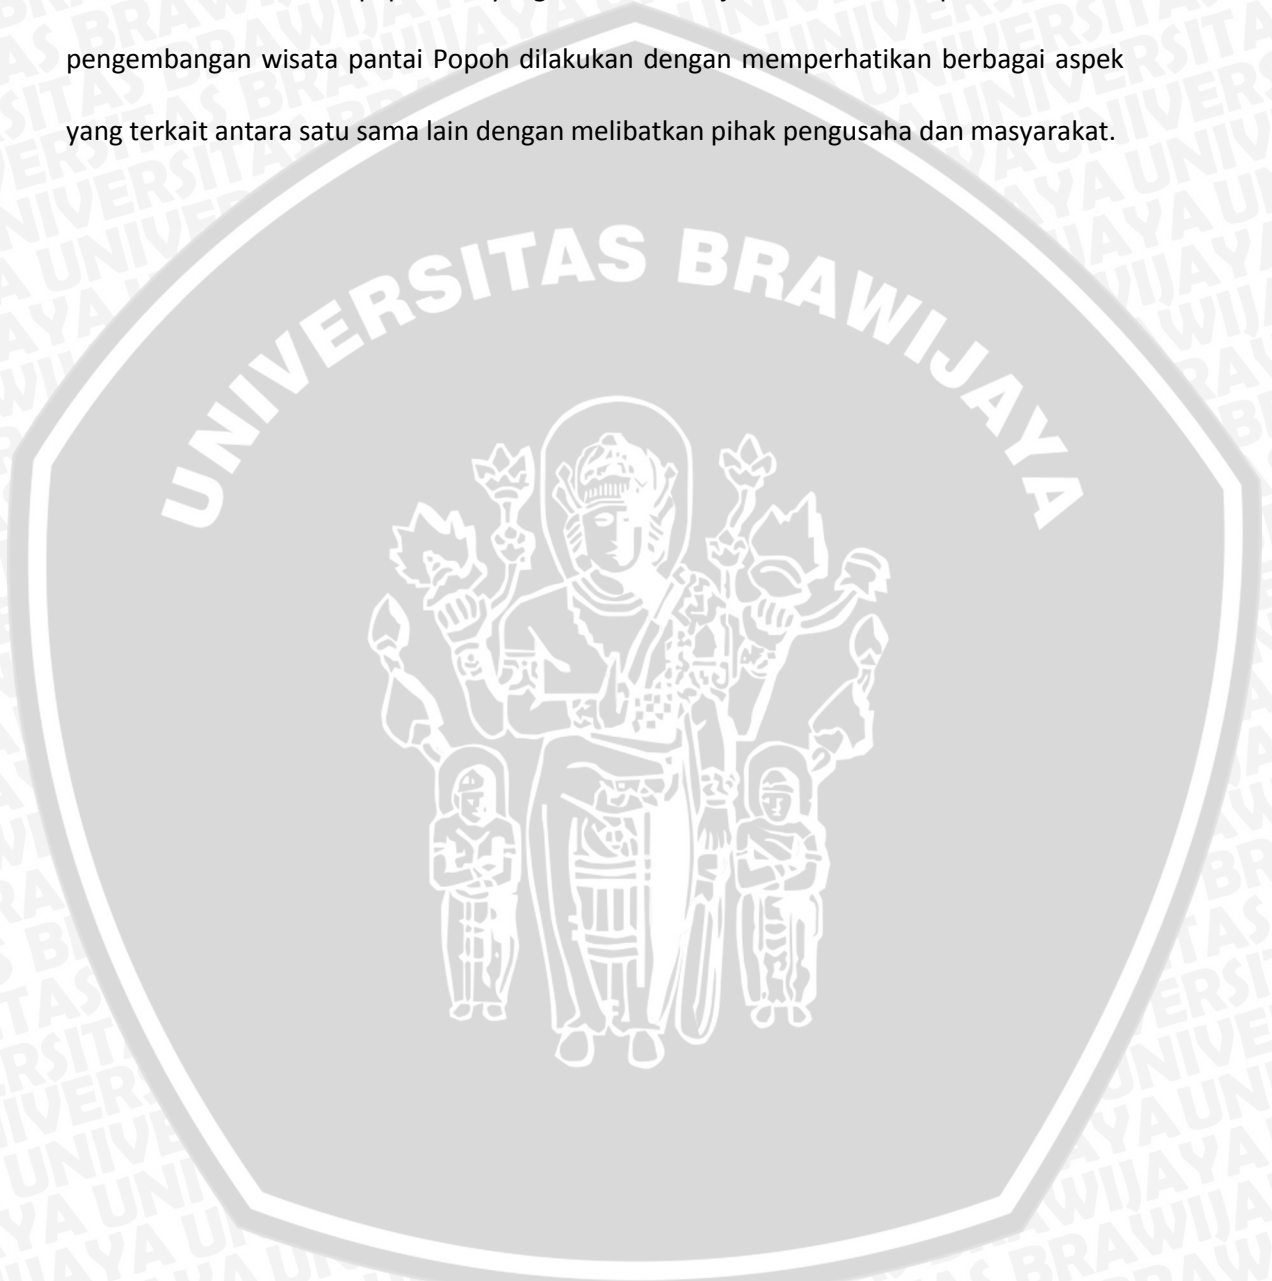 pengembangan wisata pantai Popoh dilakukan dengan memperhatikan berbagai aspek
yang terkait antara satu sama lain dengan melibatkan pihak pengusaha dan masyarakat.
UNIVERSITAS BRAWIJAYA